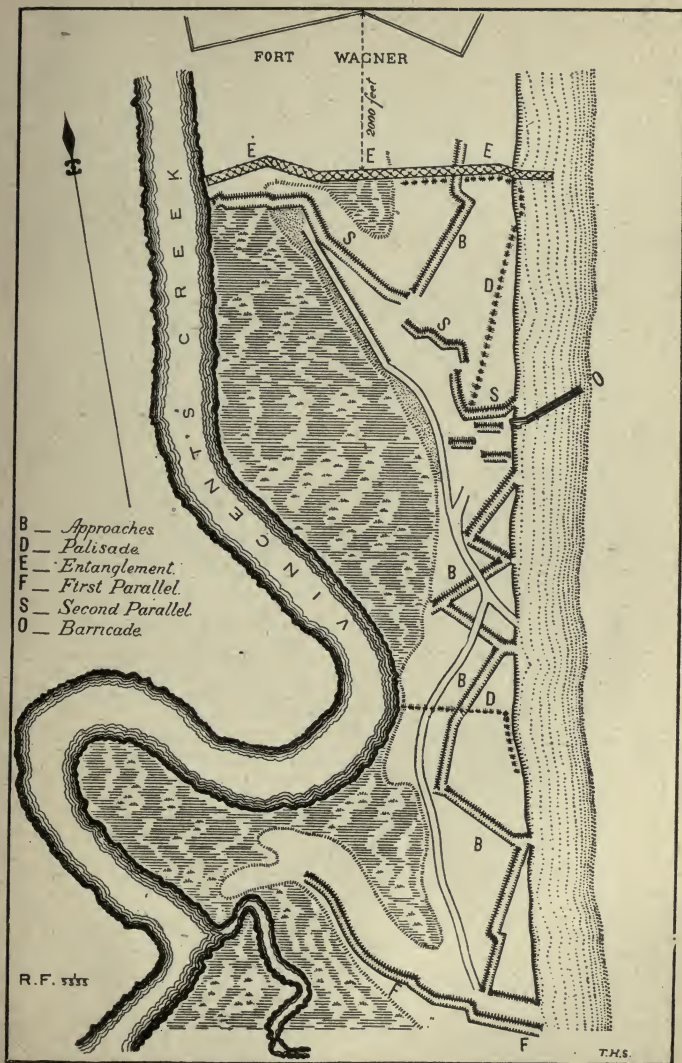 FORT WAGNER
2000 feet
E E E
S B
D
S
S
O
VINCENT'S CREEK
B _ Approaches.
D _ Palisade.
E _ Entanglement.
F _ First Parallel.
S _ Second Parallel.
O _ Barricade.
B
B
D
B
F
R.F.
F
T.H.S.